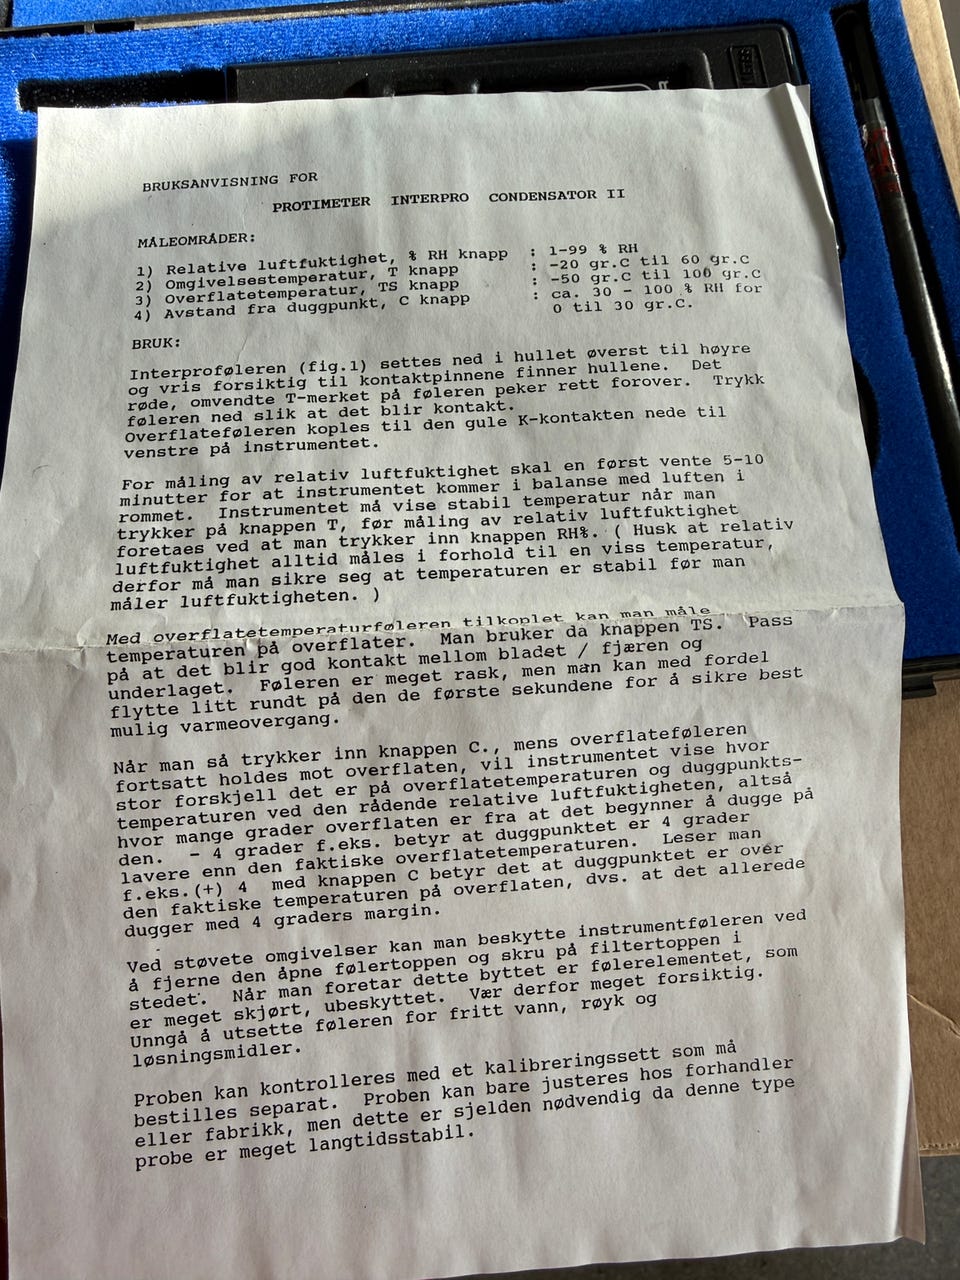 BRUKSANVISNING FOR
PROTIMETER INTERPRO CONDENSATOR II
MÅLEOMRÅDER:
1) Relative luftfuktighet, % RH knapp : 1-99 % RH
2) Omgivelsestemperatur, T knapp : -20 gr.C til 60 gr.C
3) Overflatetemperatur, TS knapp : -50 gr.C til 100 gr.C
4) Avstand fra duggpunkt, C knapp : ca. 30 - 100 % RH for
0 til 30 gr.C.
BRUK:
Interproføleren (fig.1) settes ned i hullet øverst til høyre
og vris forsiktig til kontaktpinnene finner hullene. Det
røde, omvendte T-merket på føleren peker rett forover. Trykk
føleren ned slik at det blir kontakt.
Overflateføleren koples til den gule K-kontakten nede til
venstre på instrumentet.
For måling av relativ luftfuktighet skal en først vente 5-10
minutter for at instrumentet kommer i balanse med luften i
rommet. Instrumentet må vise stabil temperatur når man
trykker på knappen T, før måling av relativ luftfuktighet
foretaes ved at man trykker inn knappen RH%. ( Husk at relativ
luftfuktighet alltid måles i forhold til en viss temperatur,
derfor må man sikre seg at temperaturen er stabil før man
måler luftfuktigheten. )
Med overflatetemperaturføleren tilkoplet kan man måle
temperaturen på overflater. Man bruker da knappen TS. Pass
på at det blir god kontakt mellom bladet / fjæren og
underlaget. Føleren er meget rask, men man kan med fordel
flytte litt rundt på den de første sekundene for å sikre best
mulig varmeovergang.
Når man så trykker inn knappen C., mens overflateføleren
fortsatt holdes mot overflaten, vil instrumentet vise hvor
stor forskjell det er på overflatetemperaturen og duggpunkts-
temperaturen ved den rådende relative luftfuktigheten, altså
hvor mange grader overflaten er fra at det begynner å dugge på
den. - 4 grader f.eks. betyr at duggpunktet er 4 grader
lavere enn den faktiske overflatetemperaturen. Leser man
f.eks.(+) 4 med knappen C betyr det at duggpunktet er over
den faktiske temperaturen på overflaten, dvs. at det allerede
dugger med 4 graders margin.
Ved støvete omgivelser kan man beskytte instrumentføleren ved
å fjerne den åpne følertoppen og skru på filtertoppen i
stedet. Når man foretar dette byttet er følerelementet, som
er meget skjørt, ubeskyttet. Vær derfor meget forsiktig.
Unngå å utsette føleren for fritt vann, røyk og
løsningsmidler.
Proben kan kontrolleres med et kalibreringssett som må
bestilles separat. Proben kan bare justeres hos forhandler
eller fabrikk, men dette er sjelden nødvendig da denne type
probe er meget langtidsstabil.